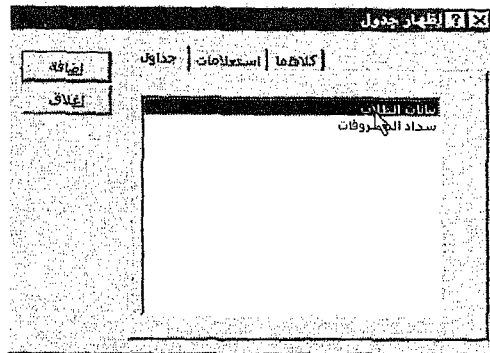 إظهار جدول
جداول استعلامات كلاهما
إضافة
إغلاق
بيانات الطلاب
سداد المصروفات